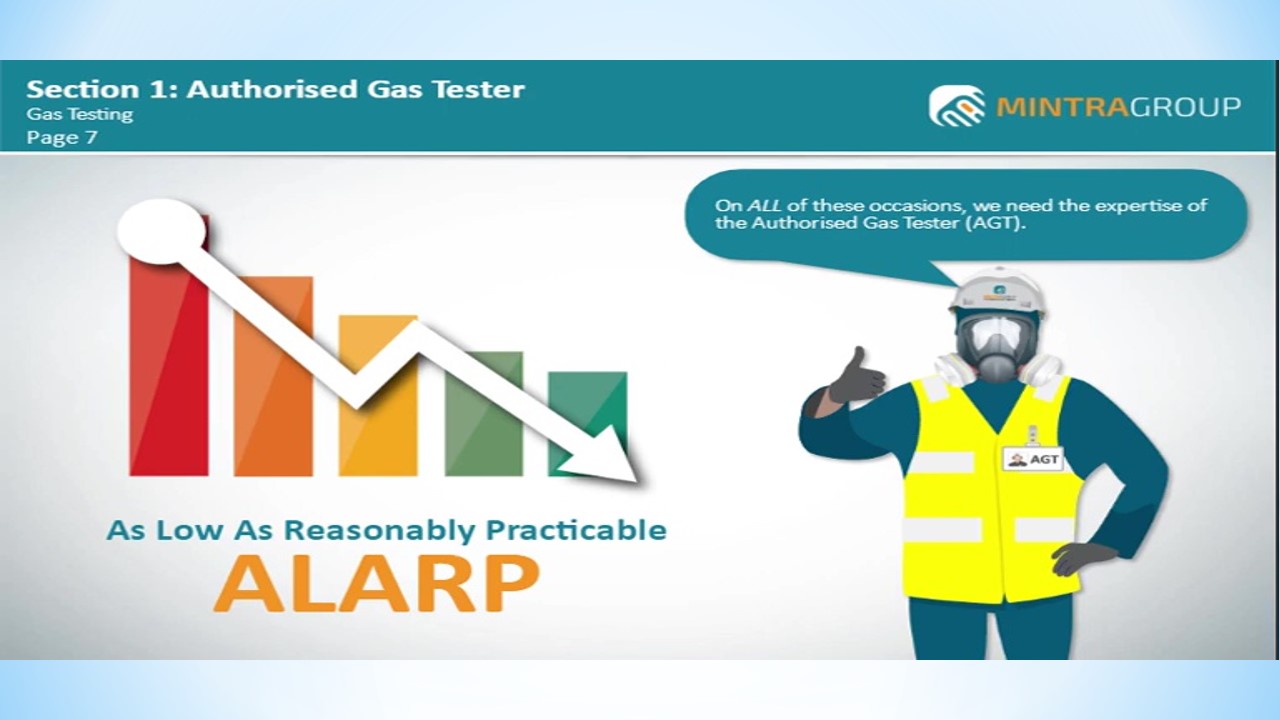 Section 1: Authorised Gas Tester
Gas Testing
Page 7
MINTRAGROUP
On ALL of these occasions, we need the expertise of
the Authorised Gas Tester (AGT).
AGT
As Low As Reasonably Practicable
ALARP